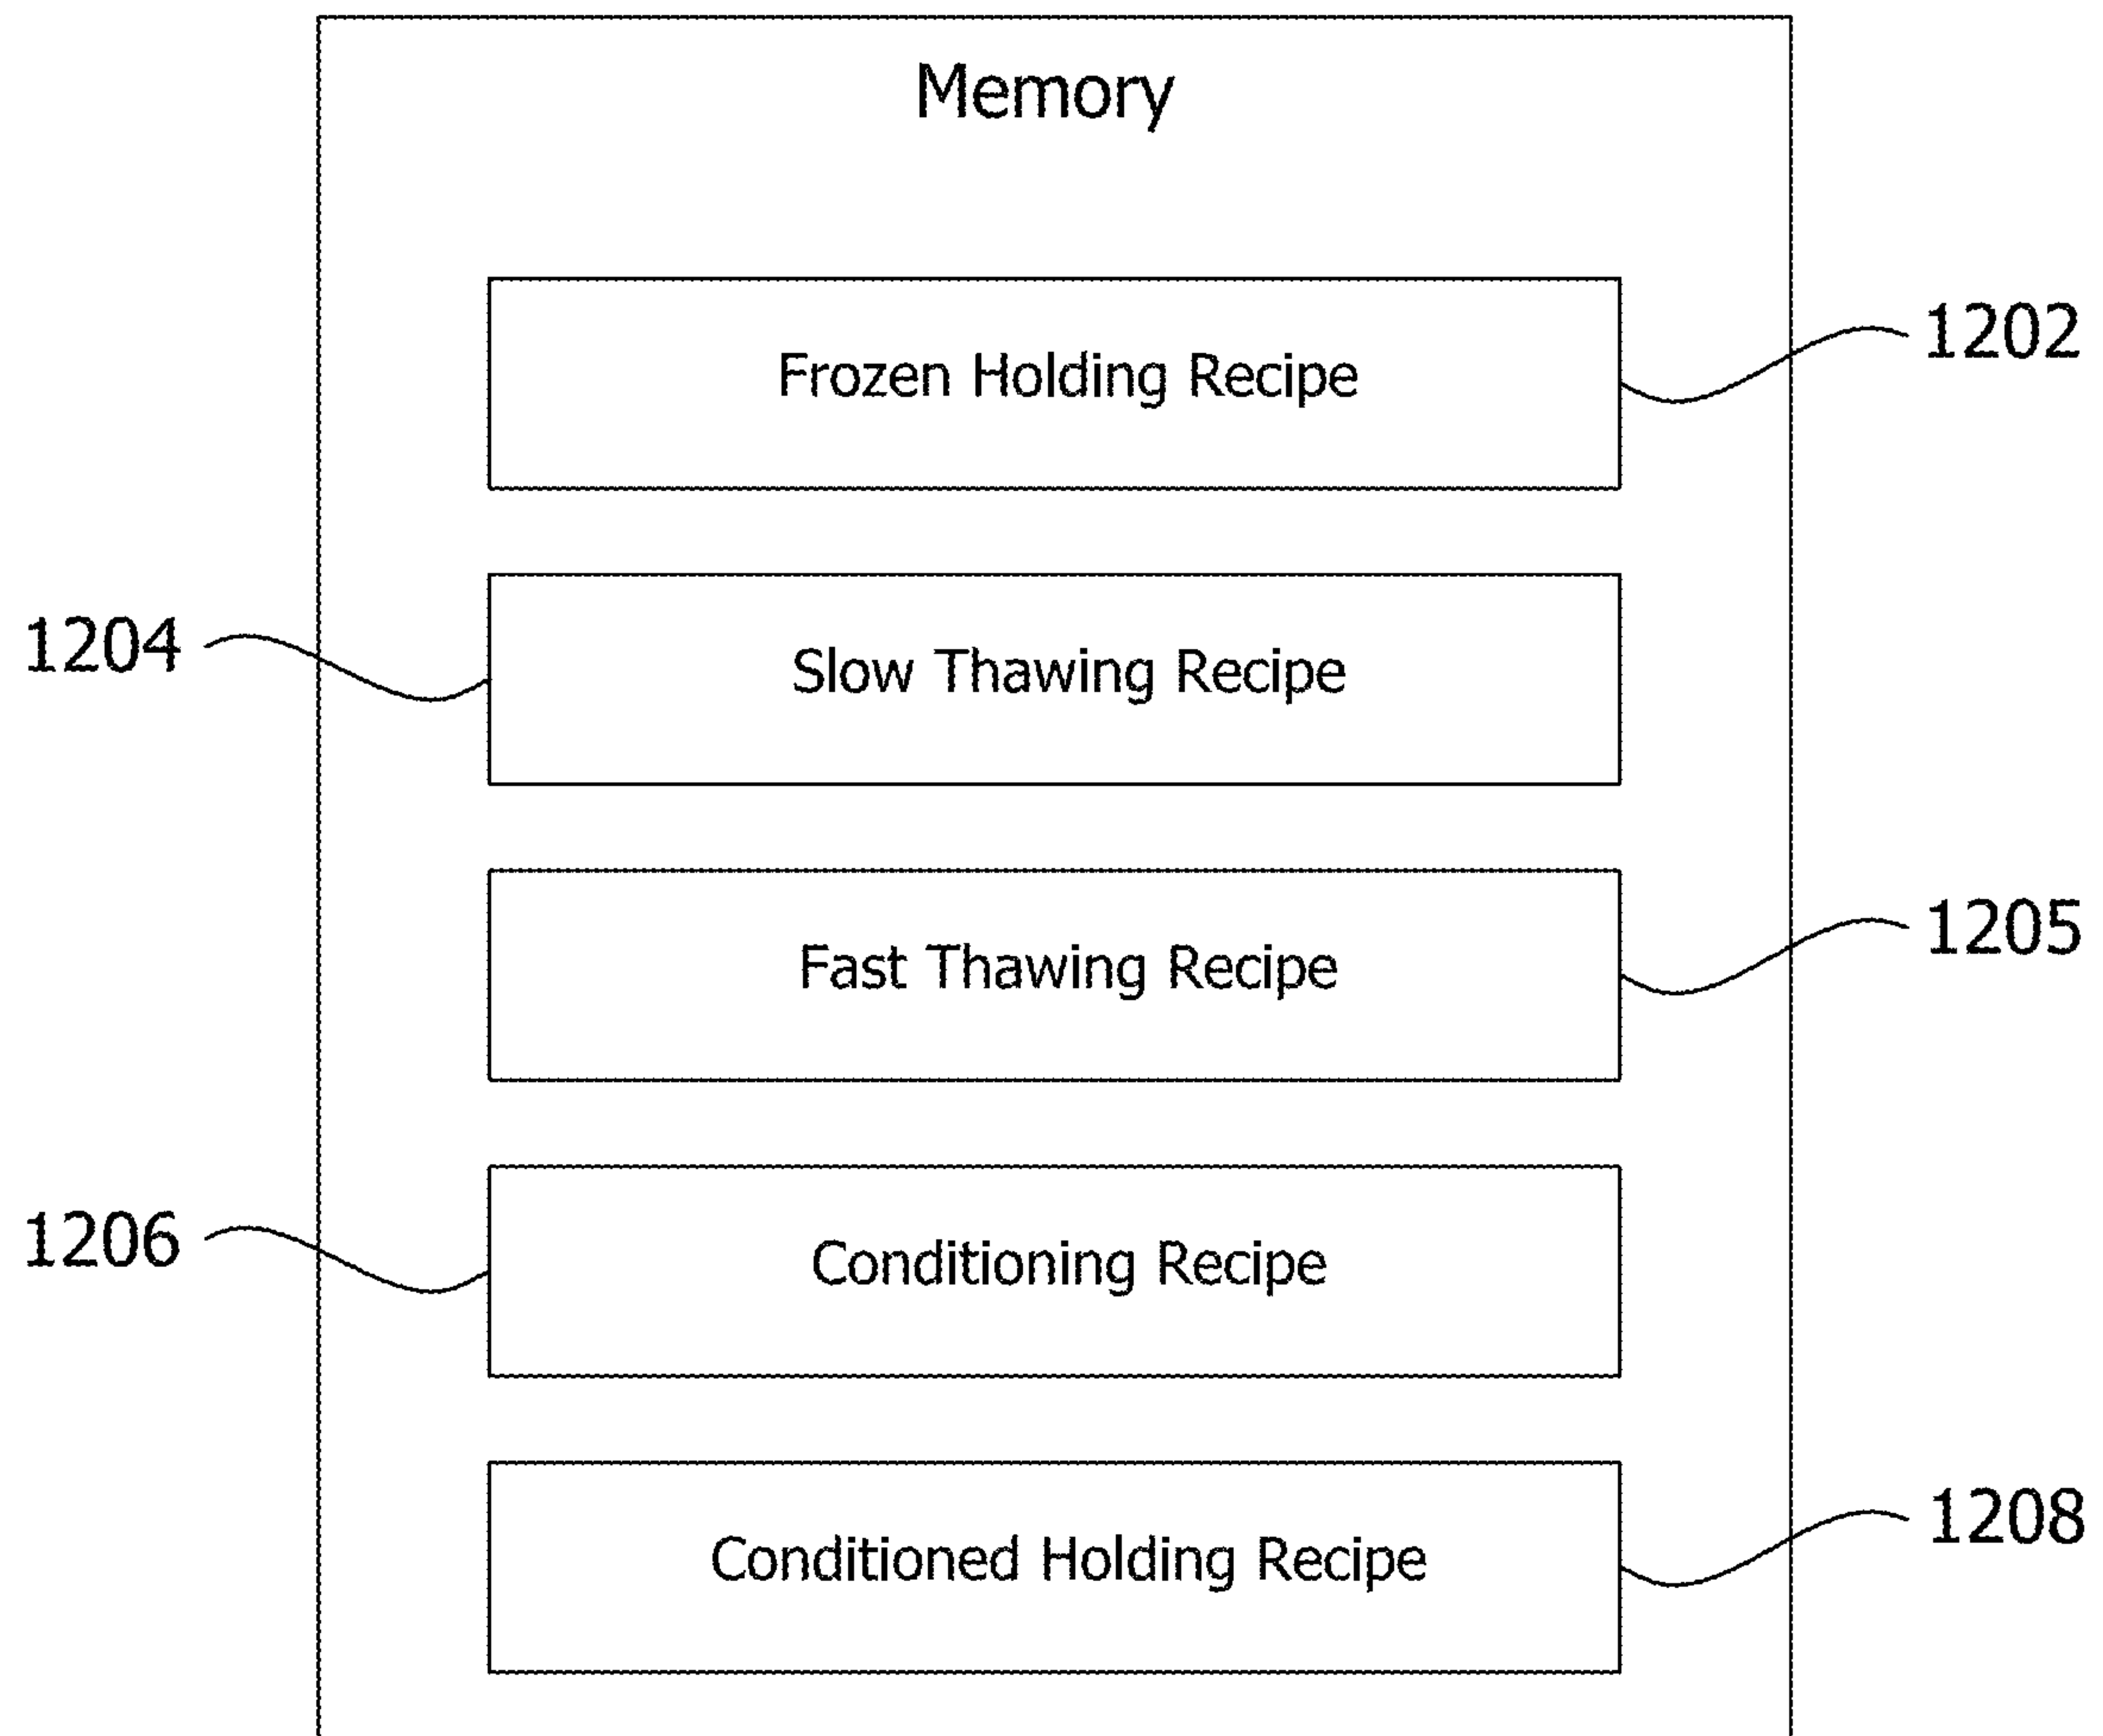 Memory
Frozen Holding Recipe
1202
1204
Slow Thawing Recipe
Fast Thawing Recipe
1205
1206
Conditioning Recipe
Conditioned Holding Recipe
1208